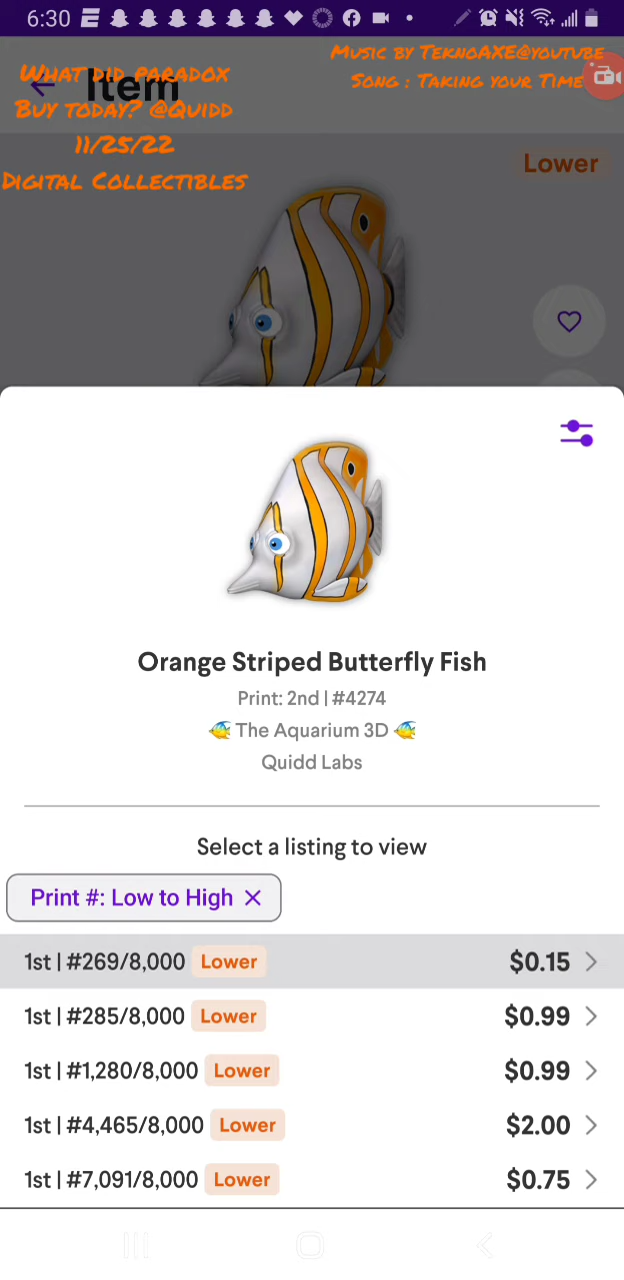 6:30
Music by TeknoAXE@youtube
Song : Taking your Time
What did paradox
Buy today? @Quidd
11/25/22
Digital Collectibles
Item
Lower
Orange Striped Butterfly Fish
Print: 2nd | #4274
🐠 The Aquarium 3D 🐠
Quidd Labs
Select a listing to view
Print #: Low to High ×
1st | #269/8,000 Lower $0.15 >
1st | #285/8,000 Lower $0.99 >
1st | #1,280/8,000 Lower $0.99 >
1st | #4,465/8,000 Lower $2.00 >
1st | #7,091/8,000 Lower $0.75 >